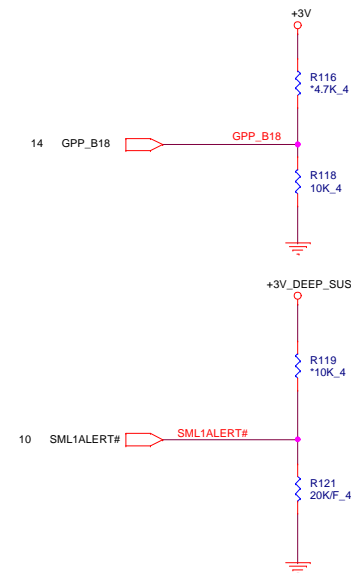 +3V
R116
*4.7K_4
14 GPP_B18 GPP_B18
R118
10K_4
+3V_DEEP_SUS
R119
*10K_4
10 SML1ALERT# SML1ALERT#
R121
20K/F_4